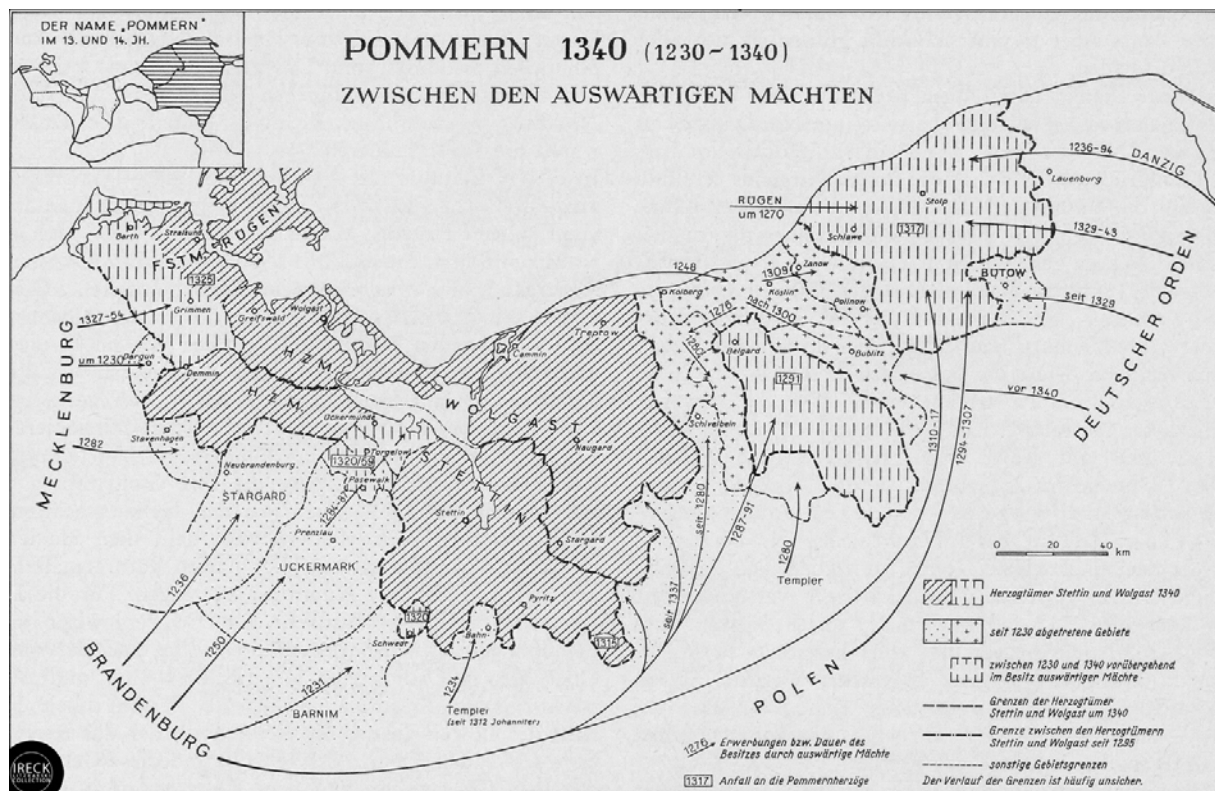 DER NAME „POMMERN"
IM 13. UND 14. JH.
POMMERN 1340 (1230~1340)
ZWISCHEN DEN AUSWÄRTIGEN MÄCHTEN
1236-94 DANZIG
Lauenburg
RÜGEN
um 1270
Stolp
Schlawe
1317
1329-43
BÜTOW
seit 1329
DEUTSCHER ORDEN
vor 1340
1248
1309
Zanow
Köslin
Kolberg
Pollnow
nach 1300
1276
Bublitz
Belgard
1291
Schivelbein
Barth
Stralsund
FSTM. RÜGEN
1325
Grimmen
Greifswald
Wolgast
1327-54
MECKLENBURG
um 1230
Dargun
Demmin
HZM. WOLGAST
HZM. STETTIN
Cammin
Treptow
Naugard
Stargard
Ückermünde
Torgelow
1320/59
Pasewalk
1284-87
Stavenhagen
1282
Neubrandenburg
STARGARD
Prenzlau
UCKERMARK
Stettin
Pyritz
1236
1250
1231
BARNIM
BRANDENBURG
1320
Schwedt
Bahn
1234
Templer
(seit 1312 Johanniter)
1315
seit 1280
1287-91
1280
Templer
1310-17
1294-1307
POLEN
0 20 40
km
Herzogtümer Stettin und Wolgast 1340
seit 1230 abgetretene Gebiete
zwischen 1230 und 1340 vorübergehend
im Besitz auswärtiger Mächte
Grenzen der Herzogtümer
Stettin und Wolgast um 1340
Grenze zwischen den Herzogtümern
Stettin und Wolgast seit 1295
sonstige Gebietsgrenzen
Der Verlauf der Grenzen ist häufig unsicher.
1276 Erwerbungen bzw. Dauer des
Besitzes durch auswärtige Mächte
1317 Anfall an die Pommernherzöge
IRECK
COLLECTION